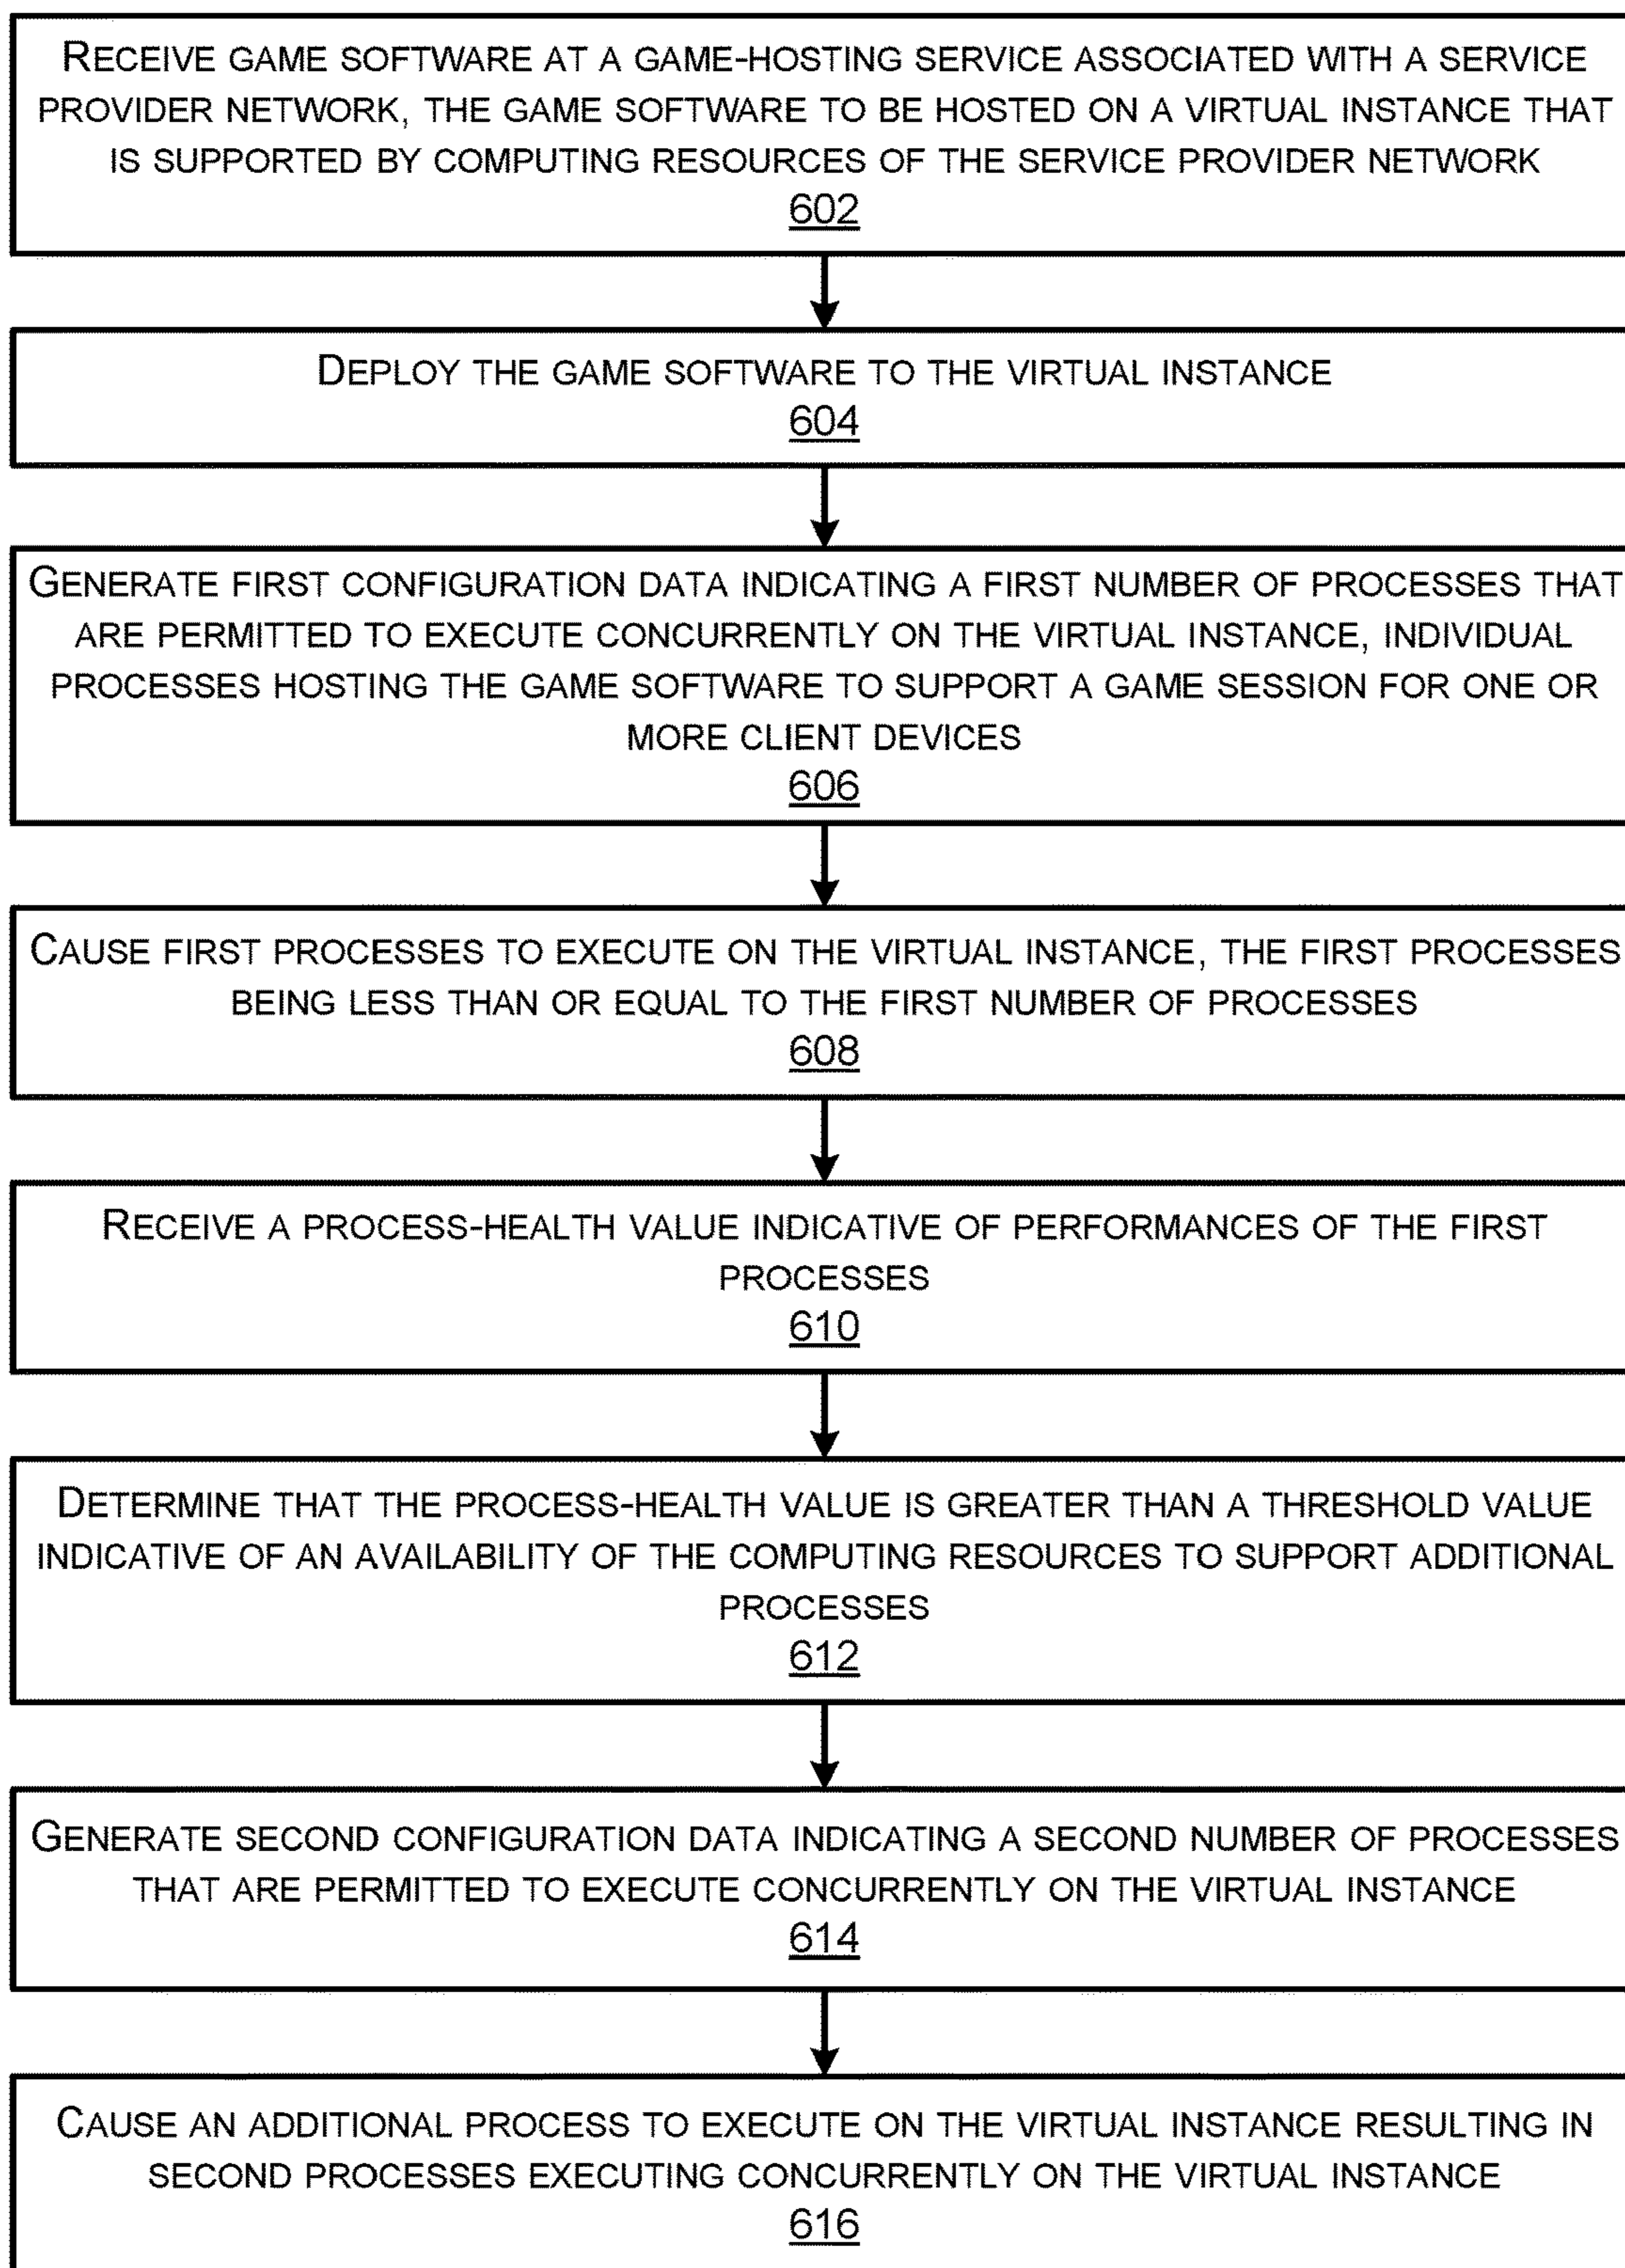 RECEIVE GAME SOFTWARE AT A GAME-HOSTING SERVICE ASSOCIATED WITH A SERVICE
PROVIDER NETWORK, THE GAME SOFTWARE TO BE HOSTED ON A VIRTUAL INSTANCE THAT
IS SUPPORTED BY COMPUTING RESOURCES OF THE SERVICE PROVIDER NETWORK
602
DEPLOY THE GAME SOFTWARE TO THE VIRTUAL INSTANCE
604
GENERATE FIRST CONFIGURATION DATA INDICATING A FIRST NUMBER OF PROCESSES THAT
ARE PERMITTED TO EXECUTE CONCURRENTLY ON THE VIRTUAL INSTANCE, INDIVIDUAL
PROCESSES HOSTING THE GAME SOFTWARE TO SUPPORT A GAME SESSION FOR ONE OR
MORE CLIENT DEVICES
606
CAUSE FIRST PROCESSES TO EXECUTE ON THE VIRTUAL INSTANCE, THE FIRST PROCESSES
BEING LESS THAN OR EQUAL TO THE FIRST NUMBER OF PROCESSES
608
RECEIVE A PROCESS-HEALTH VALUE INDICATIVE OF PERFORMANCES OF THE FIRST
PROCESSES
610
DETERMINE THAT THE PROCESS-HEALTH VALUE IS GREATER THAN A THRESHOLD VALUE
INDICATIVE OF AN AVAILABILITY OF THE COMPUTING RESOURCES TO SUPPORT ADDITIONAL
PROCESSES
612
GENERATE SECOND CONFIGURATION DATA INDICATING A SECOND NUMBER OF PROCESSES
THAT ARE PERMITTED TO EXECUTE CONCURRENTLY ON THE VIRTUAL INSTANCE
614
CAUSE AN ADDITIONAL PROCESS TO EXECUTE ON THE VIRTUAL INSTANCE RESULTING IN
SECOND PROCESSES EXECUTING CONCURRENTLY ON THE VIRTUAL INSTANCE
616